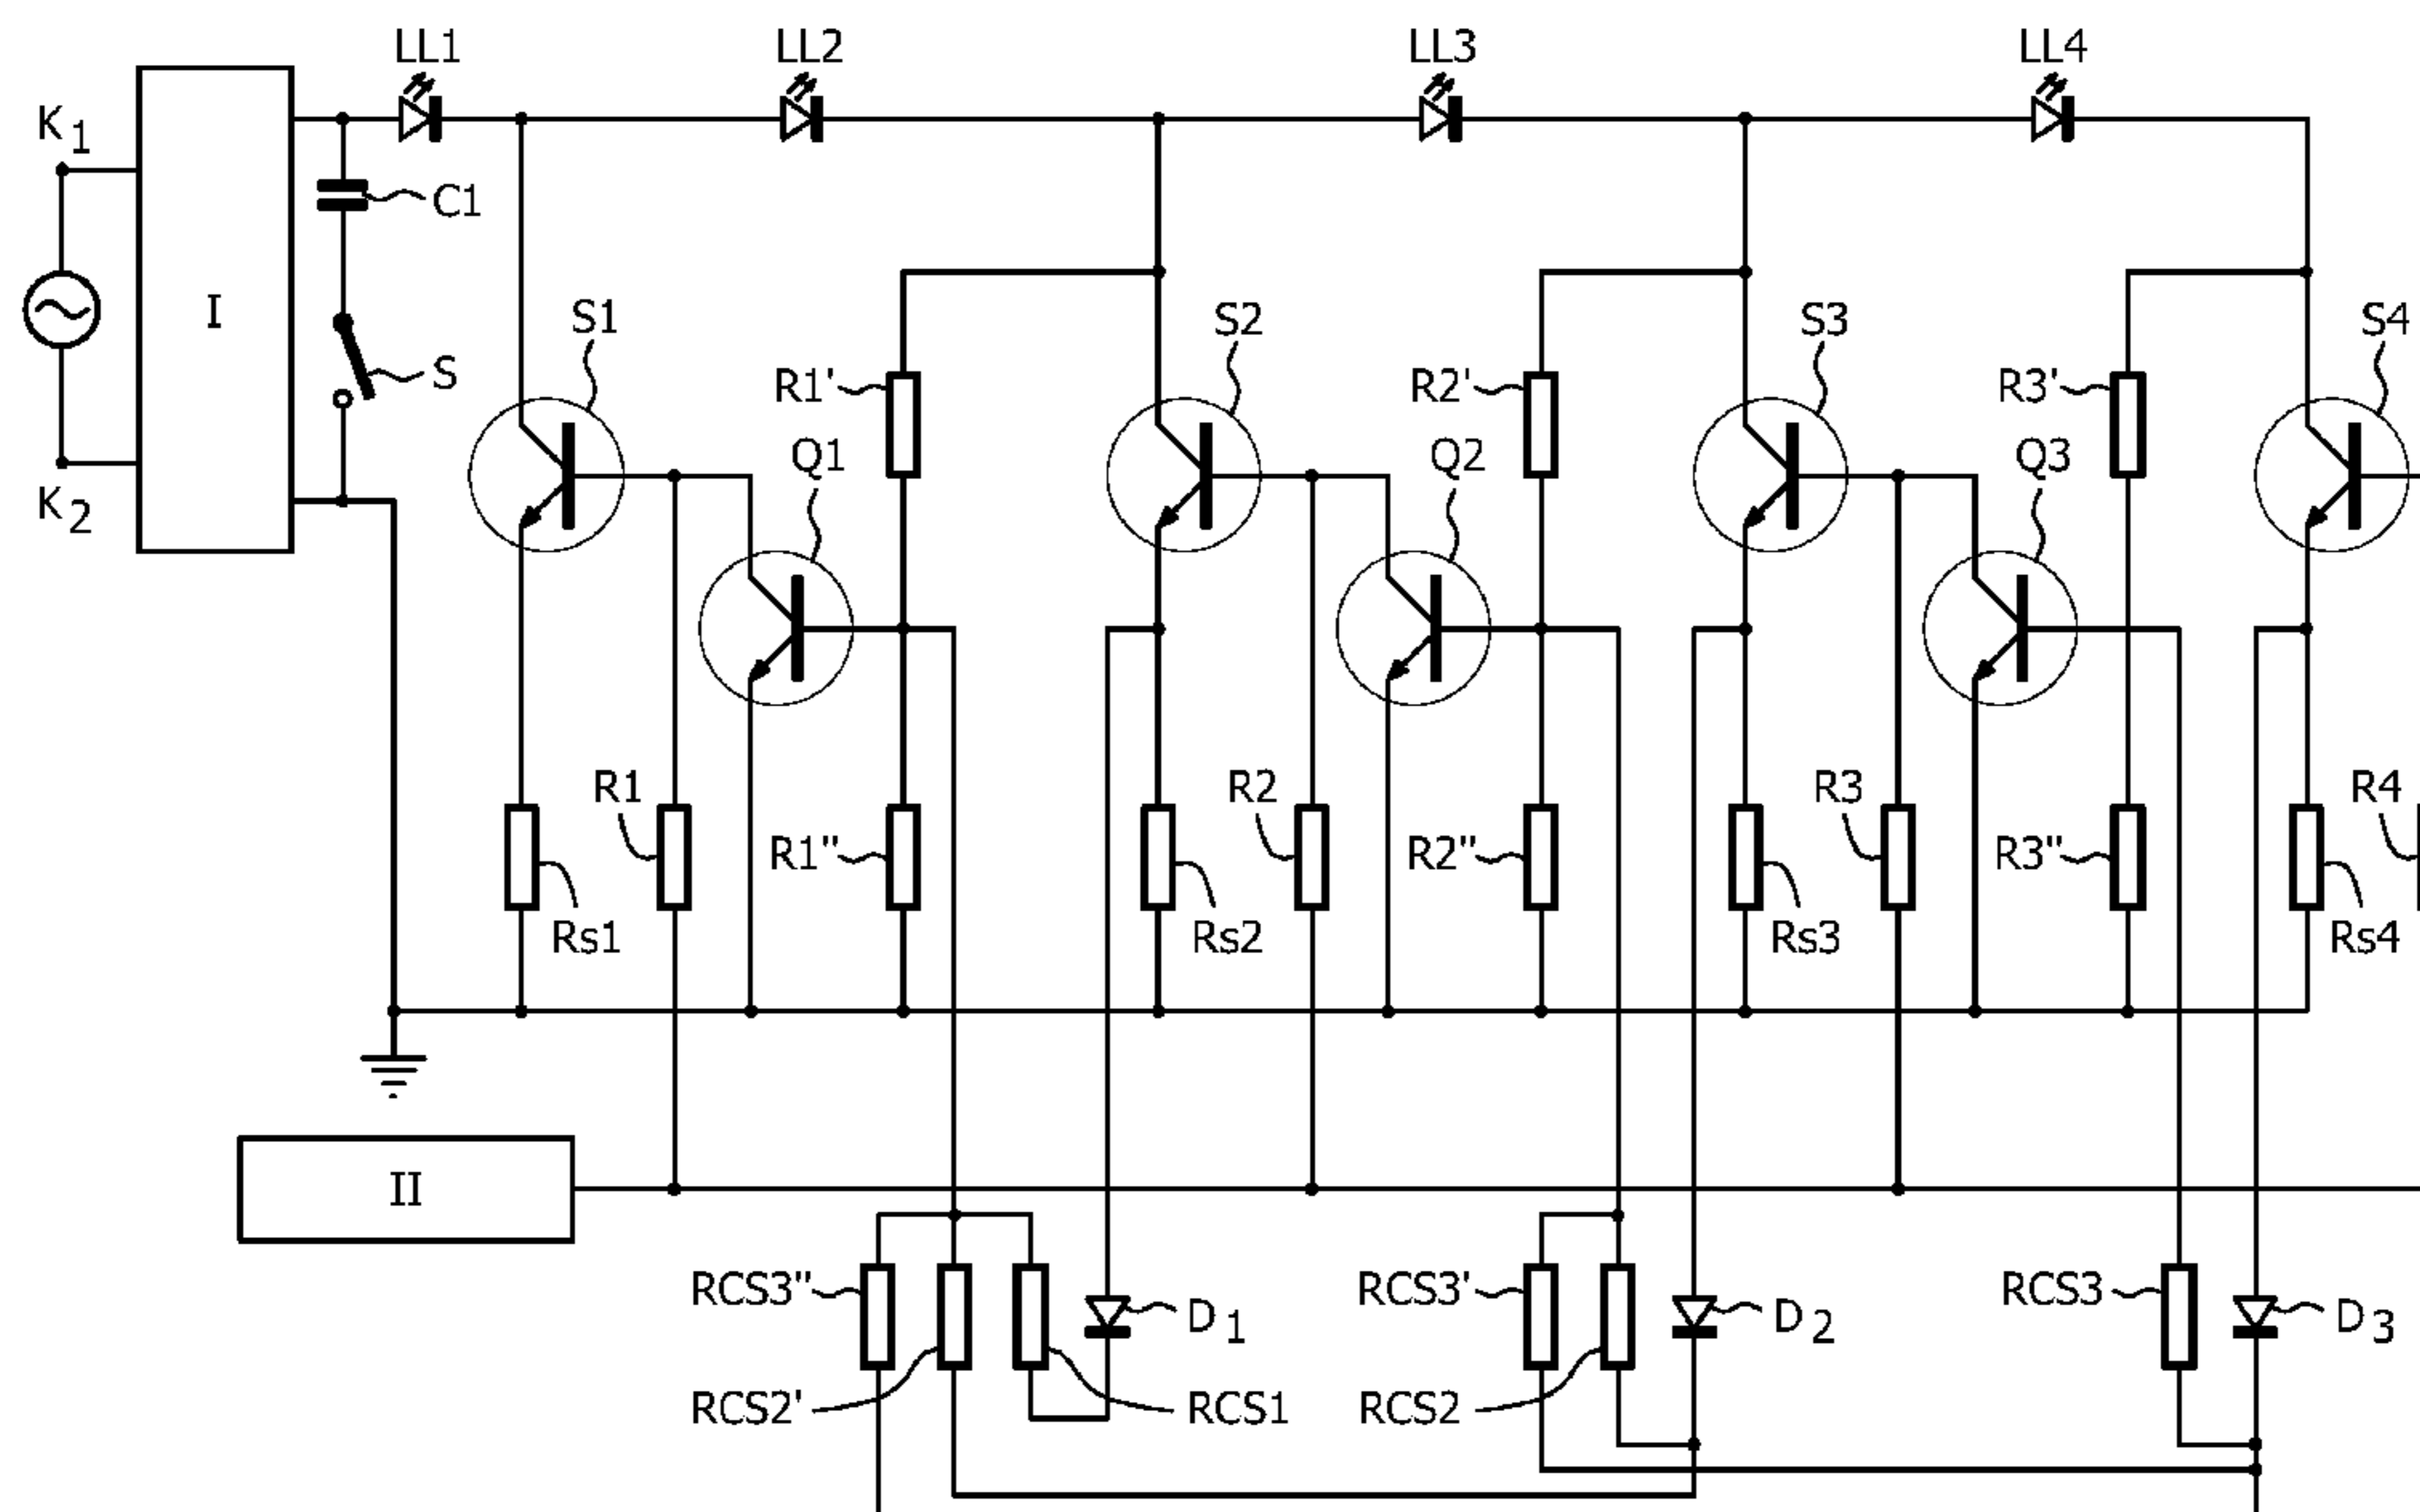 LL1 LL2 LL3 LL4
K1
C1
I
S1 S2 S3 S4
S
R1' R2' R3'
Q1 Q2 Q3
K2
R1 R2 R3 R4
R1" R2" R3"
Rs1 Rs2 Rs3 Rs4
II
RCS3" D1 RCS3' D2 RCS3 D3
RCS2' RCS1 RCS2